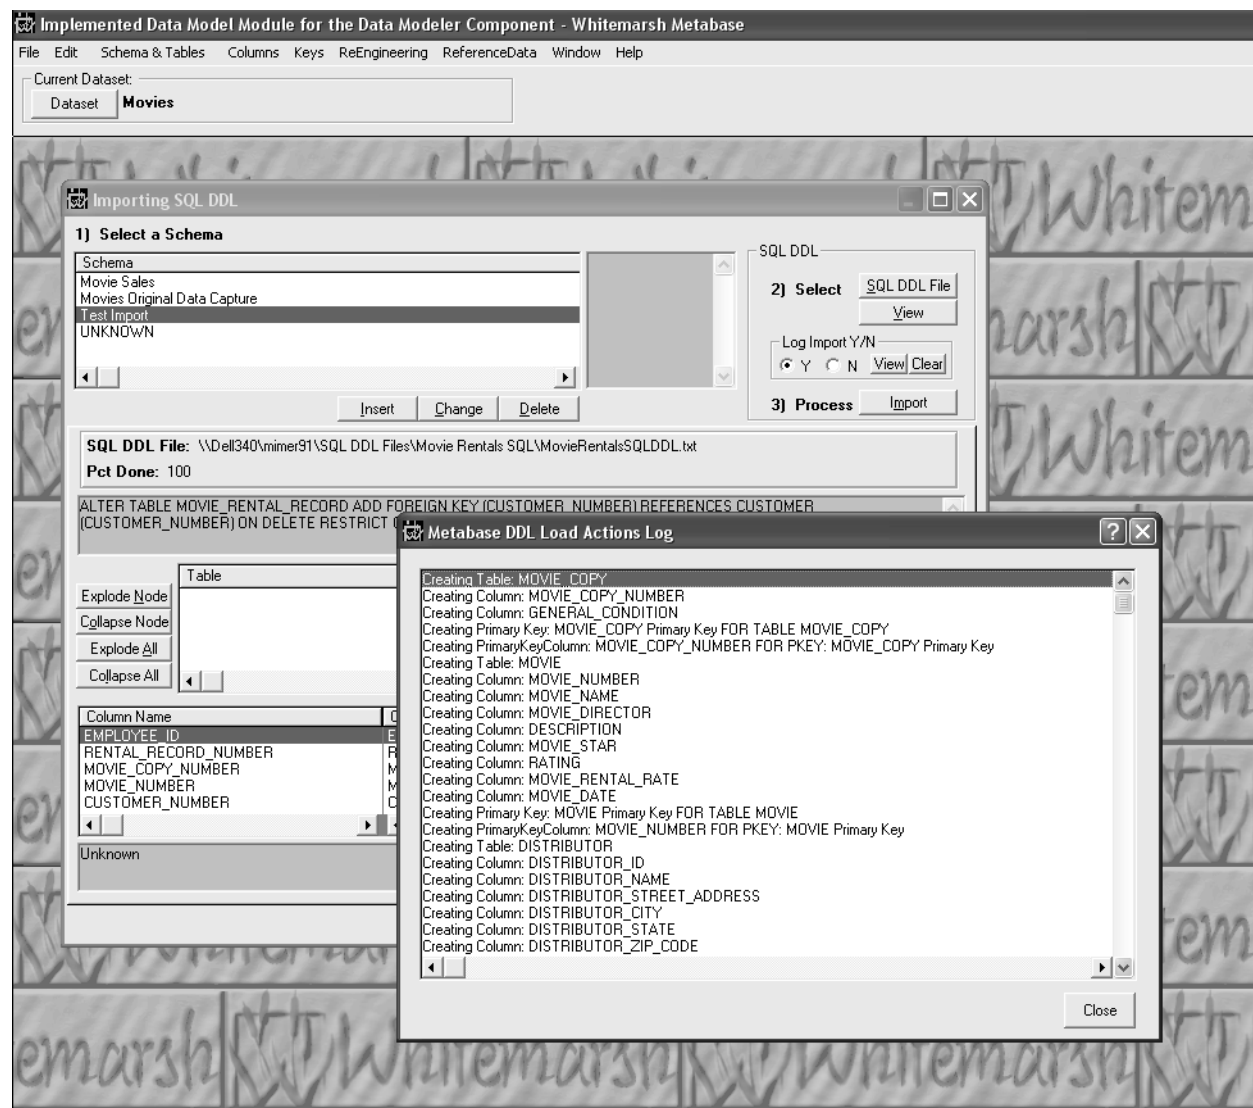 Implemented Data Model Module for the Data Modeler Component - Whitemarsh Metabase
File Edit Schema & Tables Columns Keys ReEngineering ReferenceData Window Help
Current Dataset:
Dataset Movies
Importing SQL DDL
1) Select a Schema
Schema
Movie Sales
Movies Original Data Capture
Test Import
UNKNOWN
Insert Change Delete
SQL DDL
2) Select SQL DDL File
View
Log Import Y/N
Y N View Clear
3) Process Import
SQL DDL File: \\Dell340\mimer91\SQL DDL Files\Movie Rentals SQL\MovieRentalsSQLDDL.txt
Pct Done: 100
ALTER TABLE MOVIE_RENTAL_RECORD ADD FOREIGN KEY (CUSTOMER_NUMBER) REFERENCES CUSTOMER
(CUSTOMER_NUMBER) ON DELETE RESTRICT
Explode Node
Collapse Node
Explode All
Collapse All
Table
Column Name
EMPLOYEE_ID
RENTAL_RECORD_NUMBER
MOVIE_COPY_NUMBER
MOVIE_NUMBER
CUSTOMER_NUMBER
Unknown
Metabase DDL Load Actions Log
Creating Table: MOVIE_COPY
Creating Column: MOVIE_COPY_NUMBER
Creating Column: GENERAL_CONDITION
Creating Primary Key: MOVIE_COPY Primary Key FOR TABLE MOVIE_COPY
Creating PrimaryKeyColumn: MOVIE_COPY_NUMBER FOR PKEY: MOVIE_COPY Primary Key
Creating Table: MOVIE
Creating Column: MOVIE_NUMBER
Creating Column: MOVIE_NAME
Creating Column: MOVIE_DIRECTOR
Creating Column: DESCRIPTION
Creating Column: MOVIE_STAR
Creating Column: RATING
Creating Column: MOVIE_RENTAL_RATE
Creating Column: MOVIE_DATE
Creating Primary Key: MOVIE Primary Key FOR TABLE MOVIE
Creating PrimaryKeyColumn: MOVIE_NUMBER FOR PKEY: MOVIE Primary Key
Creating Table: DISTRIBUTOR
Creating Column: DISTRIBUTOR_ID
Creating Column: DISTRIBUTOR_NAME
Creating Column: DISTRIBUTOR_STREET_ADDRESS
Creating Column: DISTRIBUTOR_CITY
Creating Column: DISTRIBUTOR_STATE
Creating Column: DISTRIBUTOR_ZIP_CODE
Close